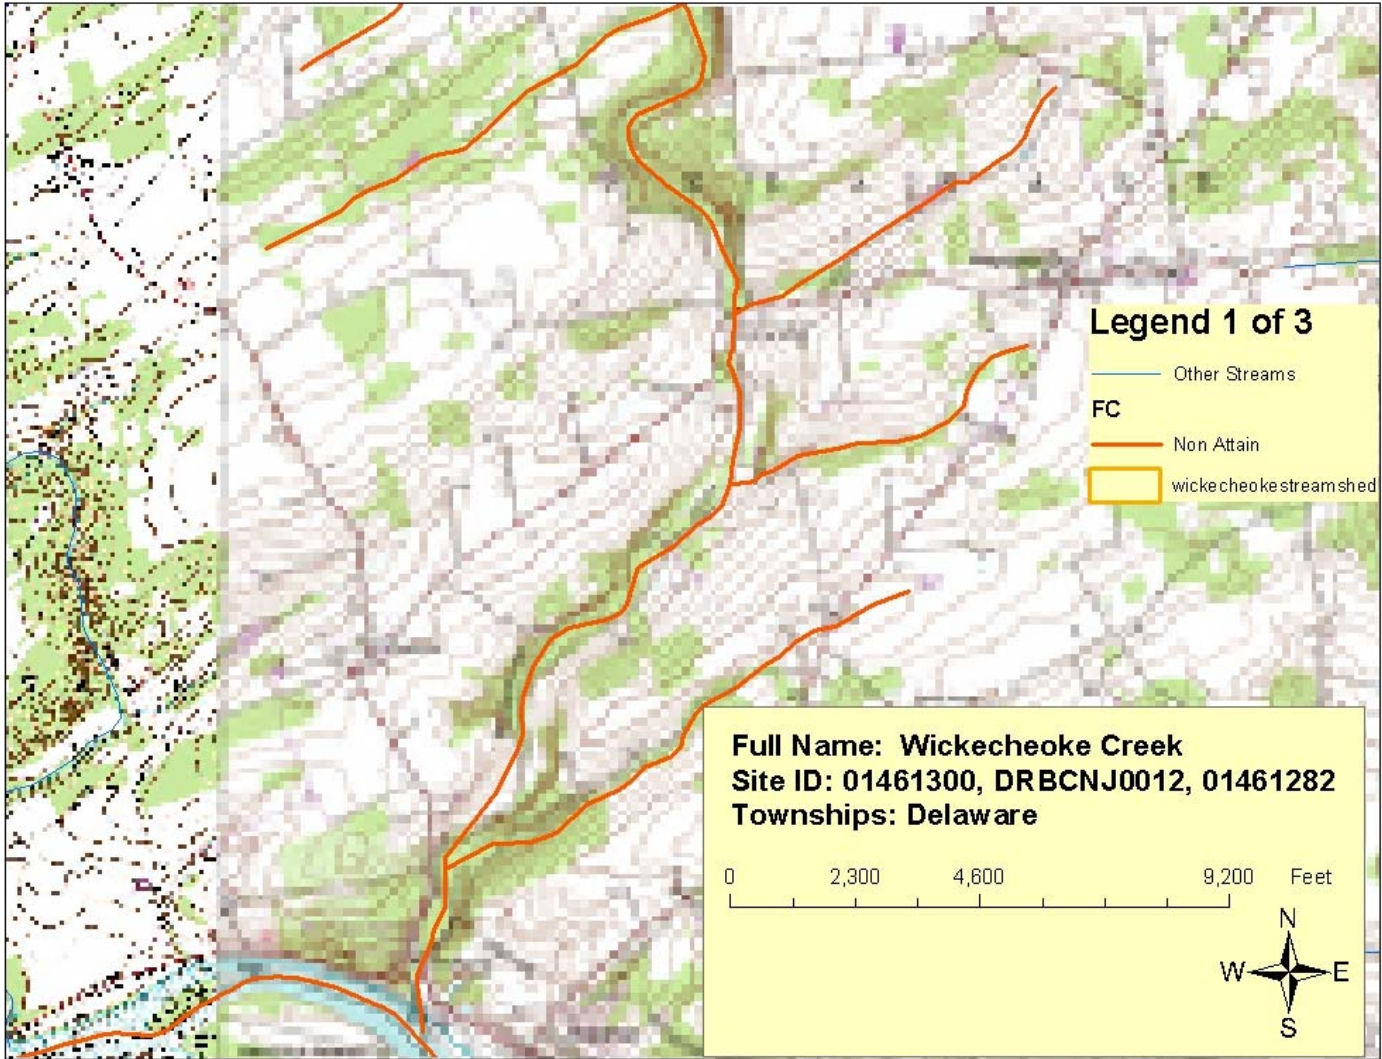 Legend 1 of 3
Other Streams
FC
Non Attain
wickecheokestreamshed
Full Name: Wickecheoke Creek
Site ID: 01461300, DRBCNJ0012, 01461282
Townships: Delaware
0 2,300 4,600 9,200 Feet
N
W E
S